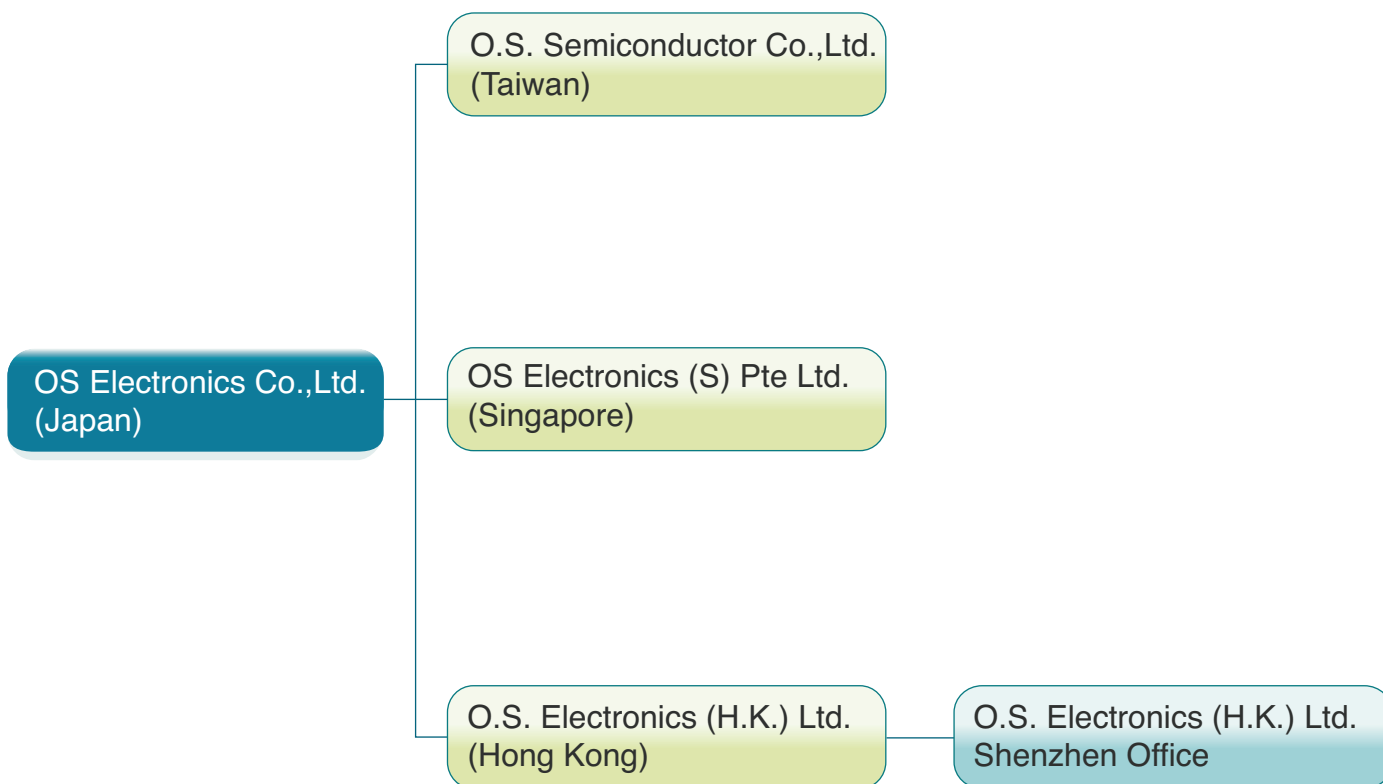 O.S. Semiconductor Co.,Ltd.
(Taiwan)
OS Electronics Co.,Ltd.
(Japan)
OS Electronics (S) Pte Ltd.
(Singapore)
O.S. Electronics (H.K.) Ltd.
(Hong Kong)
O.S. Electronics (H.K.) Ltd.
Shenzhen Office